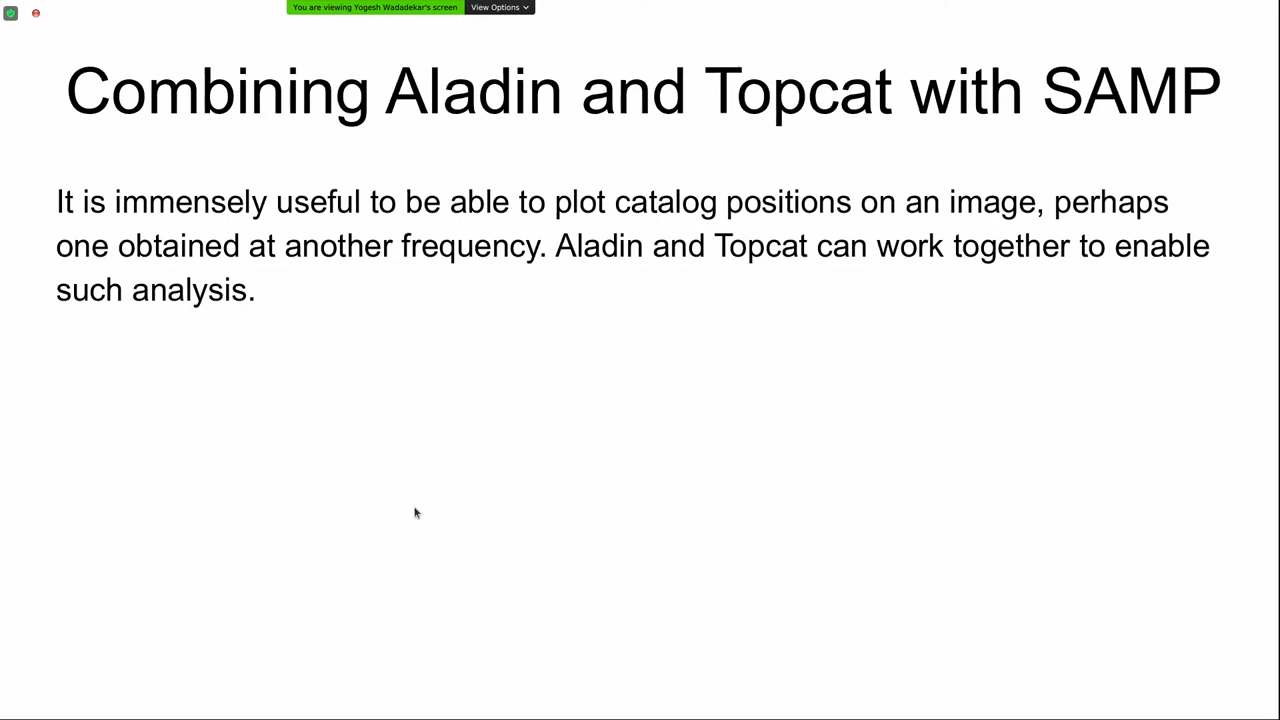 You are viewing Yogesh Wadadekar's screen View Options
Combining Aladin and Topcat with SAMP
It is immensely useful to be able to plot catalog positions on an image, perhaps
one obtained at another frequency. Aladin and Topcat can work together to enable
such analysis.